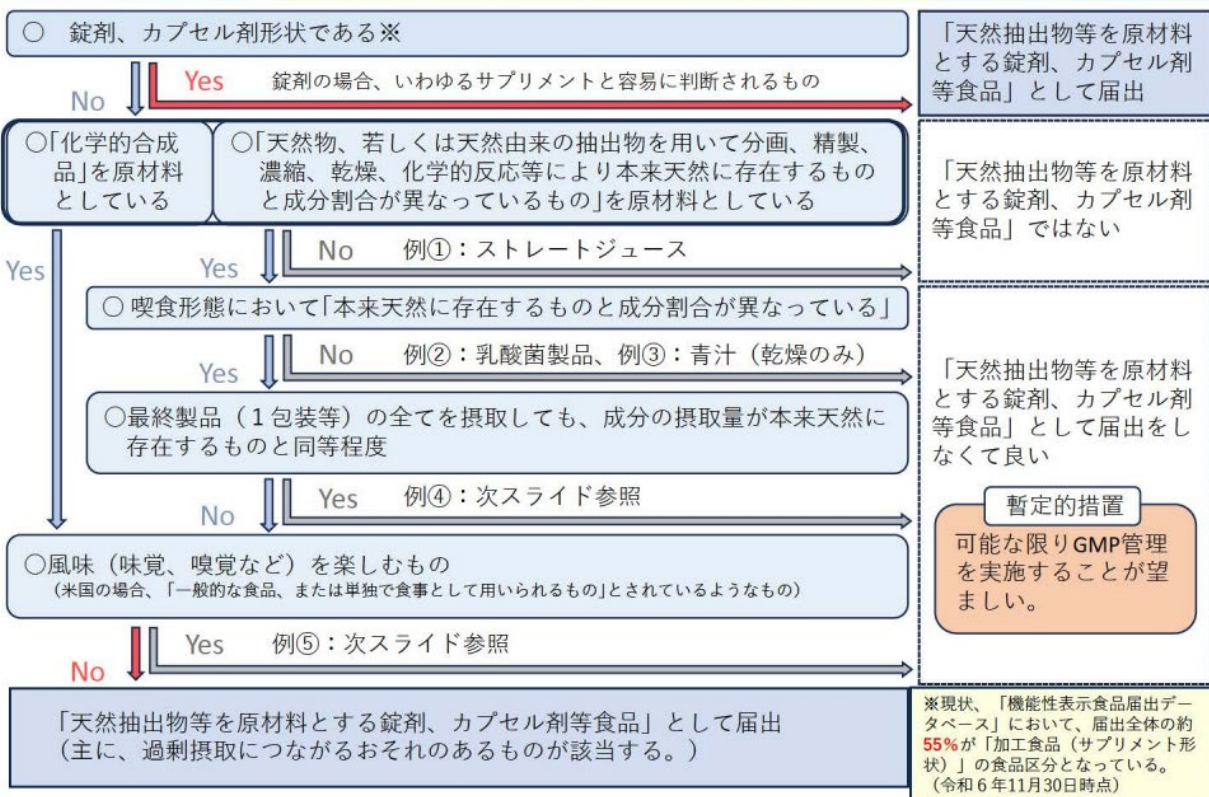 ○ 錠剤、カプセル剤形状である※
Yes 錠剤の場合、いわゆるサプリメントと容易に判断されるもの
No
「天然抽出物等を原材料
とする錠剤、カプセル剤
等食品」として届出
○「化学的合成
品」を原材料
としている
○「天然物、若しくは天然由来の抽出物を用いて分画、精製、
濃縮、乾燥、化学的反応等により本来天然に存在するもの
と成分割合が異なっているもの」を原材料としている
「天然抽出物等を原材料
とする錠剤、カプセル剤
等食品」ではない
Yes
Yes
No 例①：ストレートジュース
○ 喫食形態において「本来天然に存在するものと成分割合が異なっている」
Yes
No 例②：乳酸菌製品、例③：青汁（乾燥のみ）
○最終製品（１包装等）の全てを摂取しても、成分の摂取量が本来天然に
存在するものと同等程度
No
Yes 例④：次スライド参照
「天然抽出物等を原材料
とする錠剤、カプセル剤
等食品」として届出をし
なくて良い
暫定的措置
可能な限りGMP管理
を実施することが望
ましい。
○風味（味覚、嗅覚など）を楽しむもの
（米国の場合、「一般的な食品、または単独で食事として用いられるもの」とされているようなもの）
No
Yes 例⑤：次スライド参照
「天然抽出物等を原材料とする錠剤、カプセル剤等食品」として届出
（主に、過剰摂取につながるおそれのあるものが該当する。）
※現状、「機能性表示食品届出デ
ータベース」において、届出全体の約
55%が「加工食品（サプリメント形
状）」の食品区分となっている。
（令和６年11月30日時点）